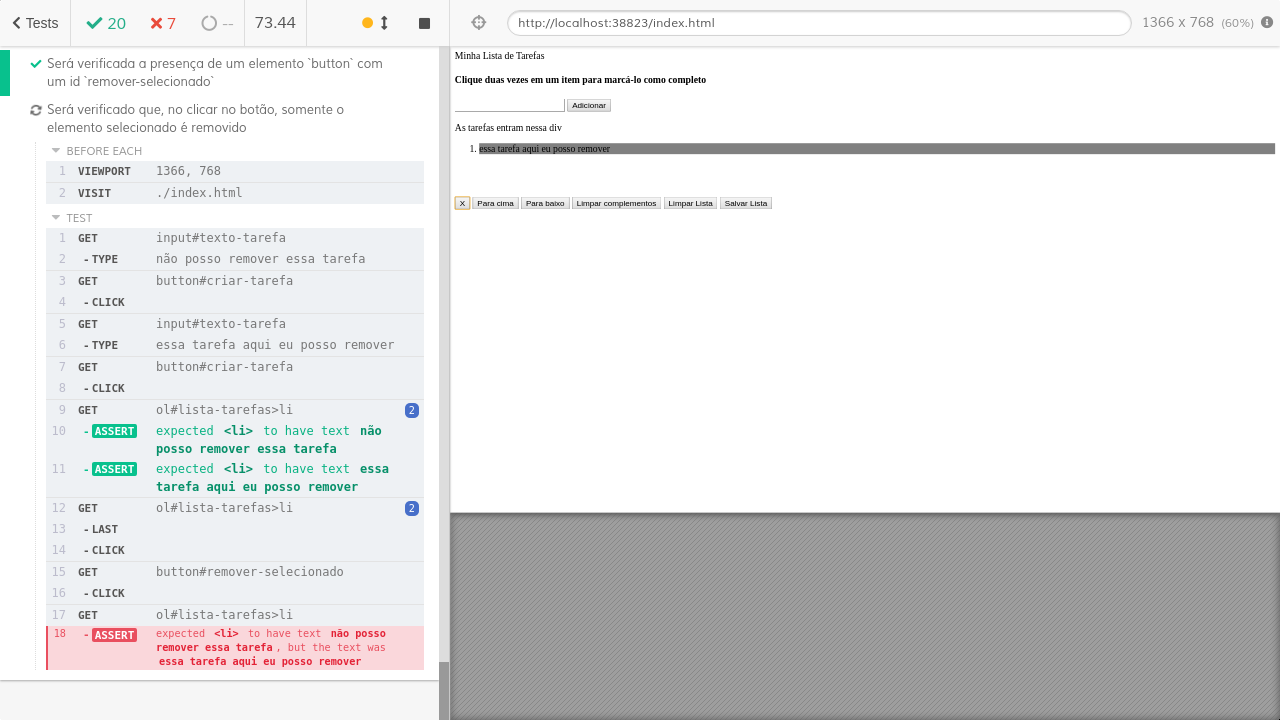 Tests
20
7
--
73.44
http://localhost:38823/index.html
1366 x 768 (60%)
Será verificada a presença de um elemento `button` com
um id `remover-selecionado`
Será verificado que, no clicar no botão, somente o
elemento selecionado é removido
BEFORE EACH
1 VIEWPORT 1366, 768
2 VISIT ./index.html
TEST
1 GET input#texto-tarefa
2 -TYPE não posso remover essa tarefa
3 GET button#criar-tarefa
4 -CLICK
5 GET input#texto-tarefa
6 -TYPE essa tarefa aqui eu posso remover
7 GET button#criar-tarefa
8 -CLICK
9 GET ol#lista-tarefas>li 2
10 -ASSERT expected <li> to have text não
posso remover essa tarefa
11 -ASSERT expected <li> to have text essa
tarefa aqui eu posso remover
12 GET ol#lista-tarefas>li 2
13 -LAST
14 -CLICK
15 GET button#remover-selecionado
16 -CLICK
17 GET ol#lista-tarefas>li
18 -ASSERT expected <li> to have text não posso
remover essa tarefa, but the text was
essa tarefa aqui eu posso remover
Minha Lista de Tarefas
Clique duas vezes em um item para marcá-lo como completo
Adicionar
As tarefas entram nessa div
1. essa tarefa aqui eu posso remover
X Para cima Para baixo Limpar complementos Limpar Lista Salvar Lista